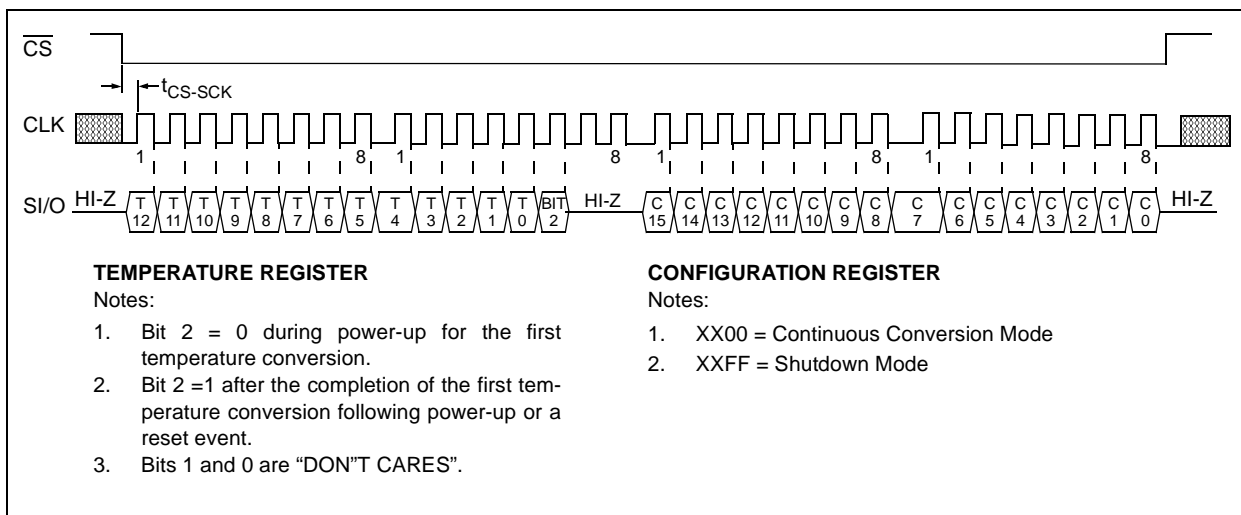 CS
tCS-SCK
CLK
1 8 1 8 1 8 1 8
SI/O HI-Z T 12 T 11 T 10 T 9 T 8 T 7 T 6 T 5 T 4 T 3 T 2 T 1 T 0 BIT 2 HI-Z C 15 C 14 C 13 C 12 C 11 C 10 C 9 C 8 C 7 C 6 C 5 C 4 C 3 C 2 C 1 C 0 HI-Z
TEMPERATURE REGISTER
Notes:
1. Bit 2 = 0 during power-up for the first
temperature conversion.
2. Bit 2 =1 after the completion of the first tem-
perature conversion following power-up or a
reset event.
3. Bits 1 and 0 are “DON"T CARES”.
CONFIGURATION REGISTER
Notes:
1. XX00 = Continuous Conversion Mode
2. XXFF = Shutdown Mode